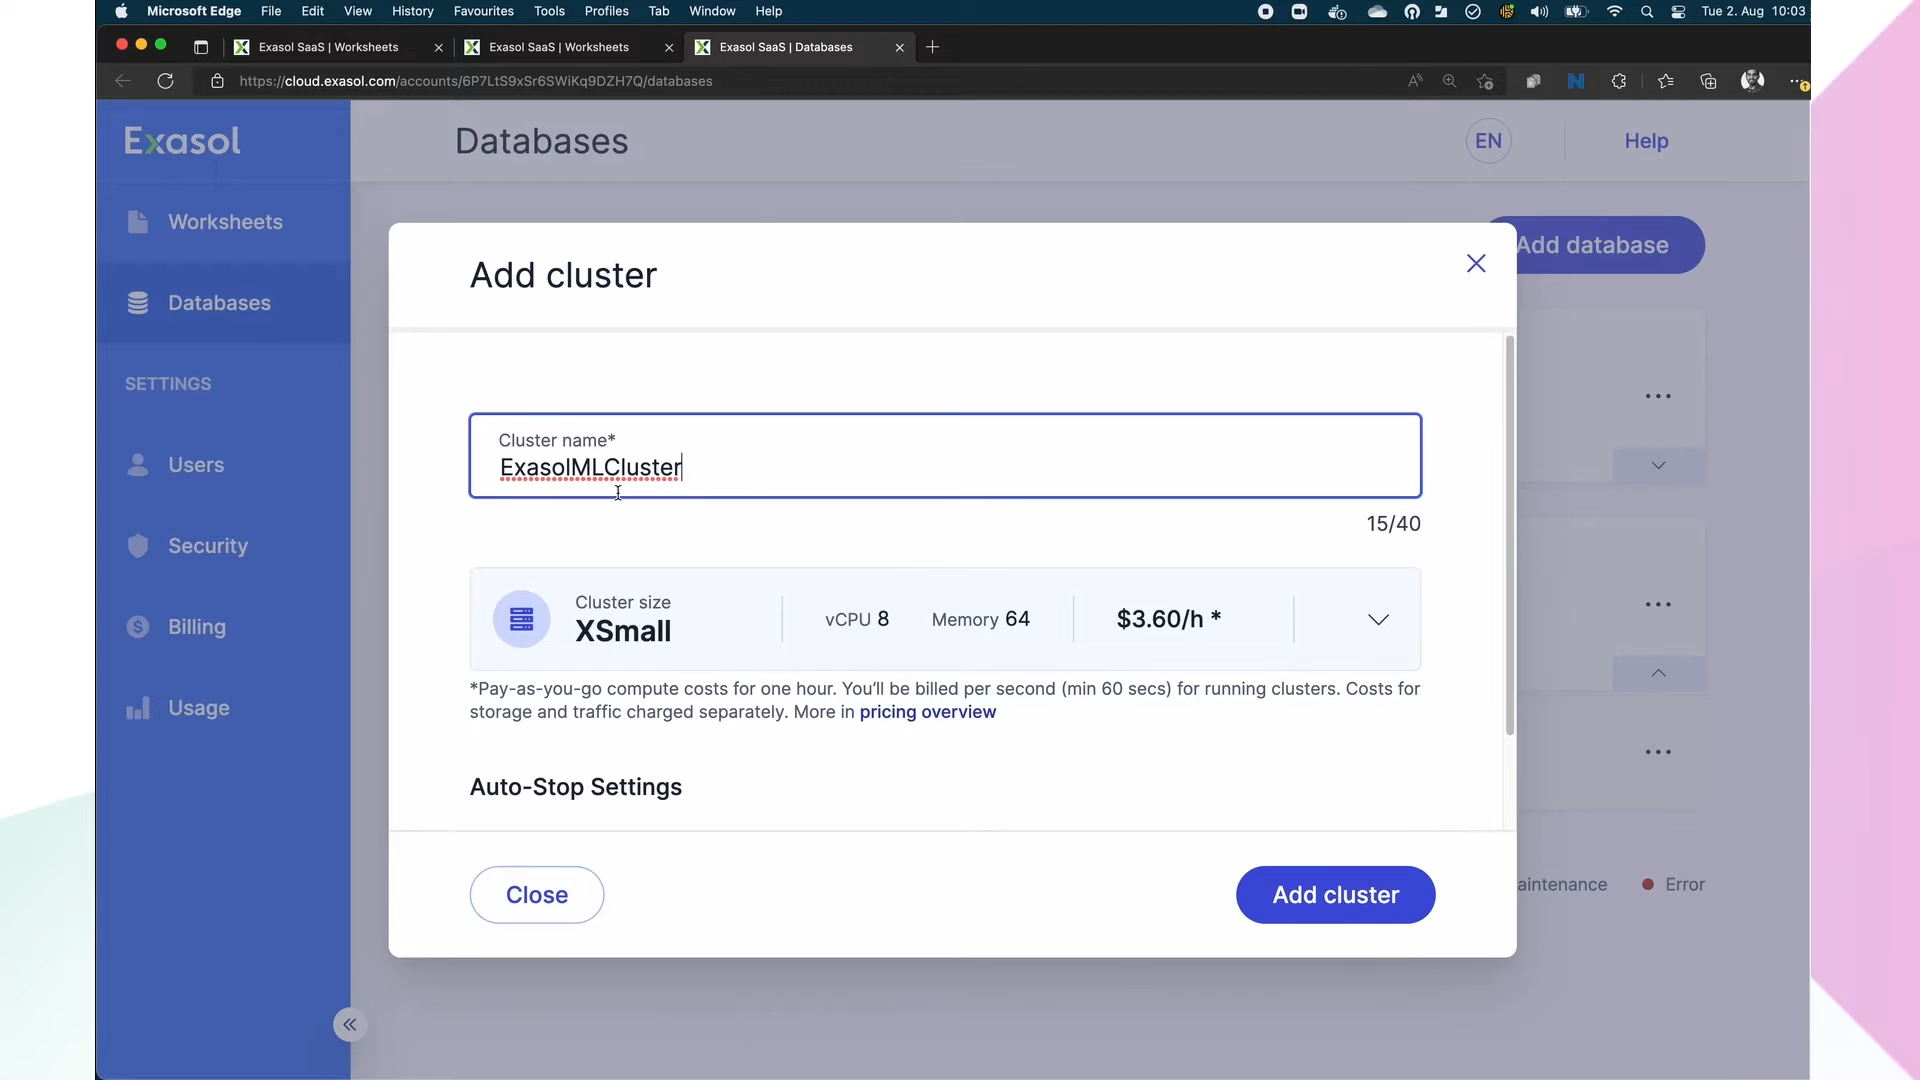 Microsoft Edge File Edit View History Favourites Tools Profiles Tab Window Help Tue 2. Aug 10:03
Exasol SaaS | Worksheets Exasol SaaS | Worksheets Exasol SaaS | Databases
https://cloud.exasol.com/accounts/6P7LtS9xSr6SWiKq9DZH7Q/databases
Exasol
Databases
EN
Help
Worksheets
Databases
SETTINGS
Users
Security
Billing
Usage
Add database
Add cluster
Cluster name*
ExasolMLCluster
15/40
Cluster size
XSmall
vCPU 8
Memory 64
$3.60/h *
*Pay-as-you-go compute costs for one hour. You'll be billed per second (min 60 secs) for running clusters. Costs for
storage and traffic charged separately. More in pricing overview
Auto-Stop Settings
Close
Add cluster
aintenance
Error